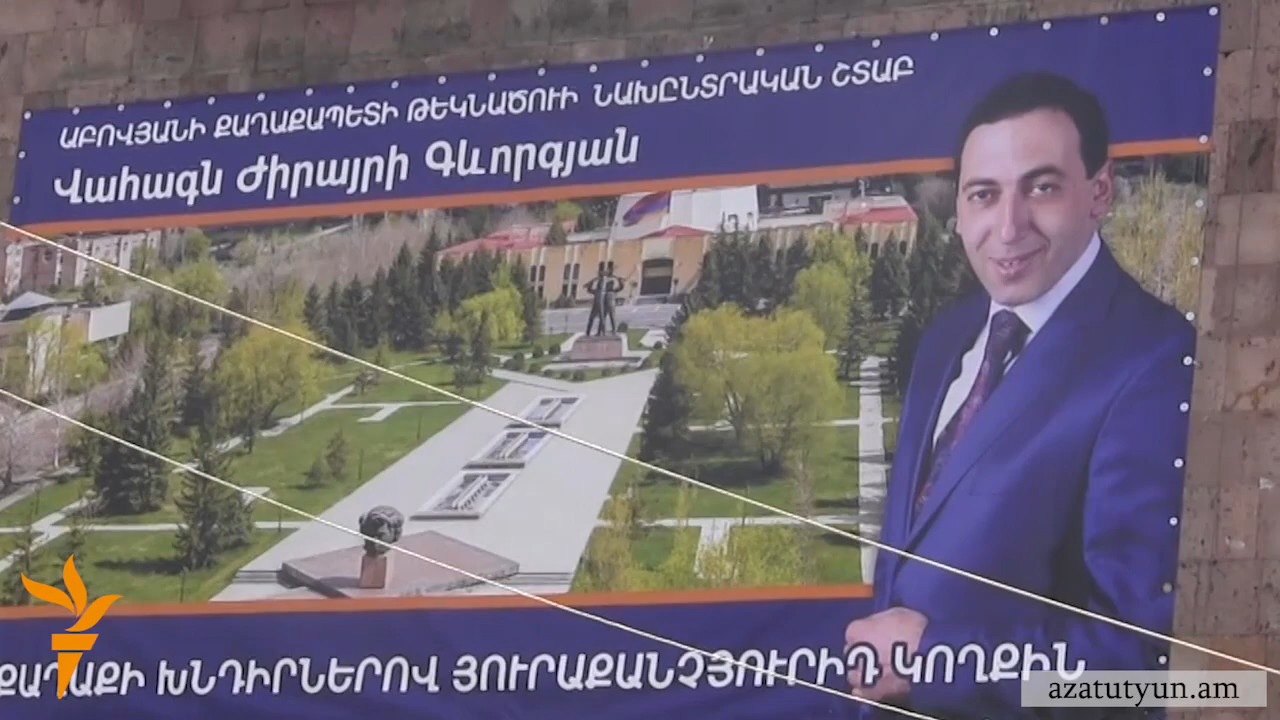 ԱԲՈՎՅԱՆԻ ՔԱՂԱՔԱՊԵՏԻ ԹԵԿՆԱԾՈՒԻ ՆԱԽԸՆՏՐԱԿԱՆ ՇՏԱԲ
Վահագն Ժիրայրի Գևորգյան
ՔԱՂԱՔԻ ԽՆԴԻՐՆԵՐՈՎ ՅՈՒՐԱՔԱՆՉՅՈՒՐԻԴ ԿՈՂՔԻՆ
azatutyun.am